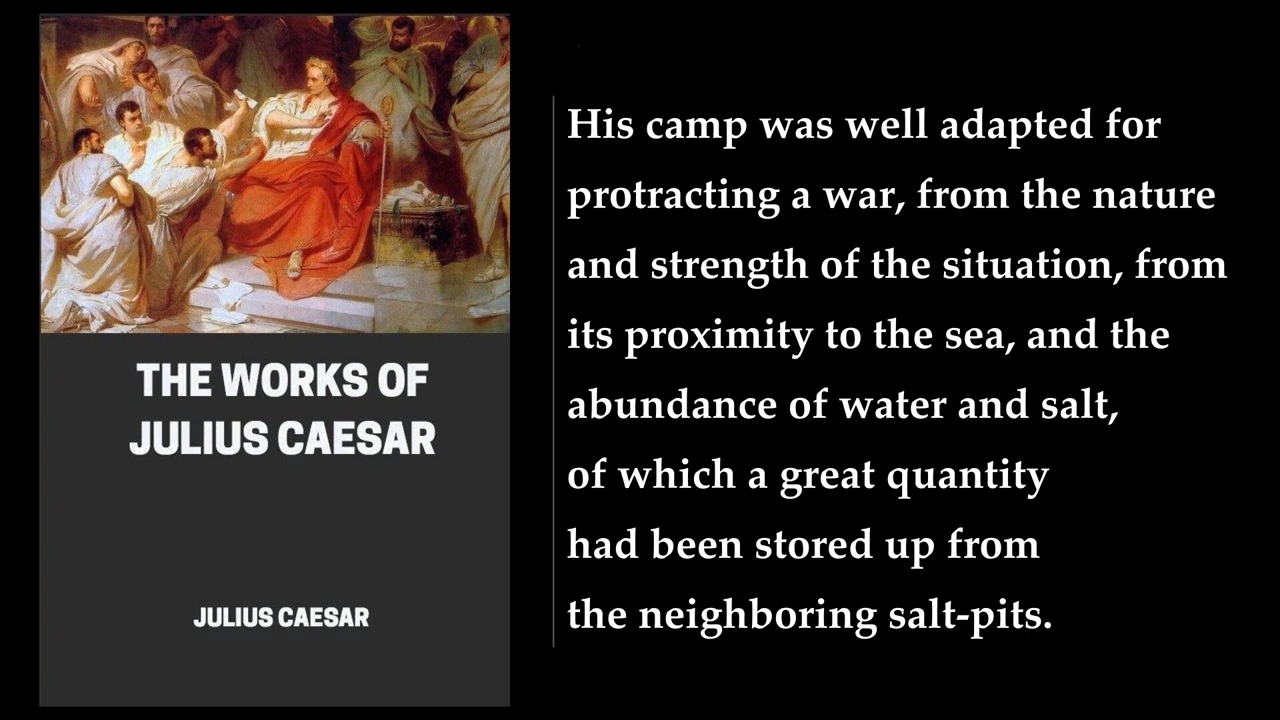 THE WORKS OF
JULIUS CAESAR
JULIUS CAESAR
His camp was well adapted for
protracting a war, from the nature
and strength of the situation, from
its proximity to the sea, and the
abundance of water and salt,
of which a great quantity
had been stored up from
the neighboring salt-pits.